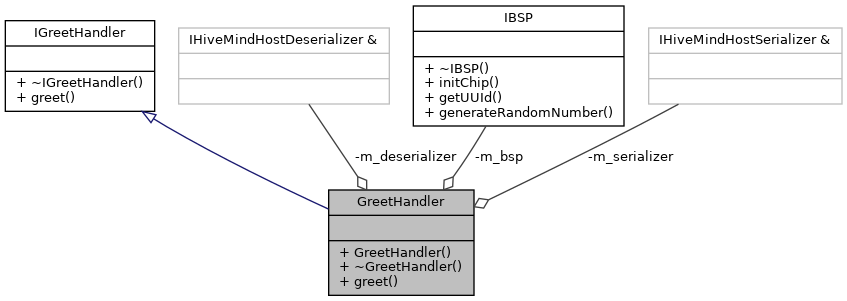 IGreetHandler
+ ~IGreetHandler()
+ greet()
IHiveMindHostDeserializer &
IBSP
+ ~IBSP()
+ initChip()
+ getUUId()
+ generateRandomNumber()
IHiveMindHostSerializer &
-m_deserializer
-m_bsp
-m_serializer
GreetHandler
+ GreetHandler()
+ ~GreetHandler()
+ greet()